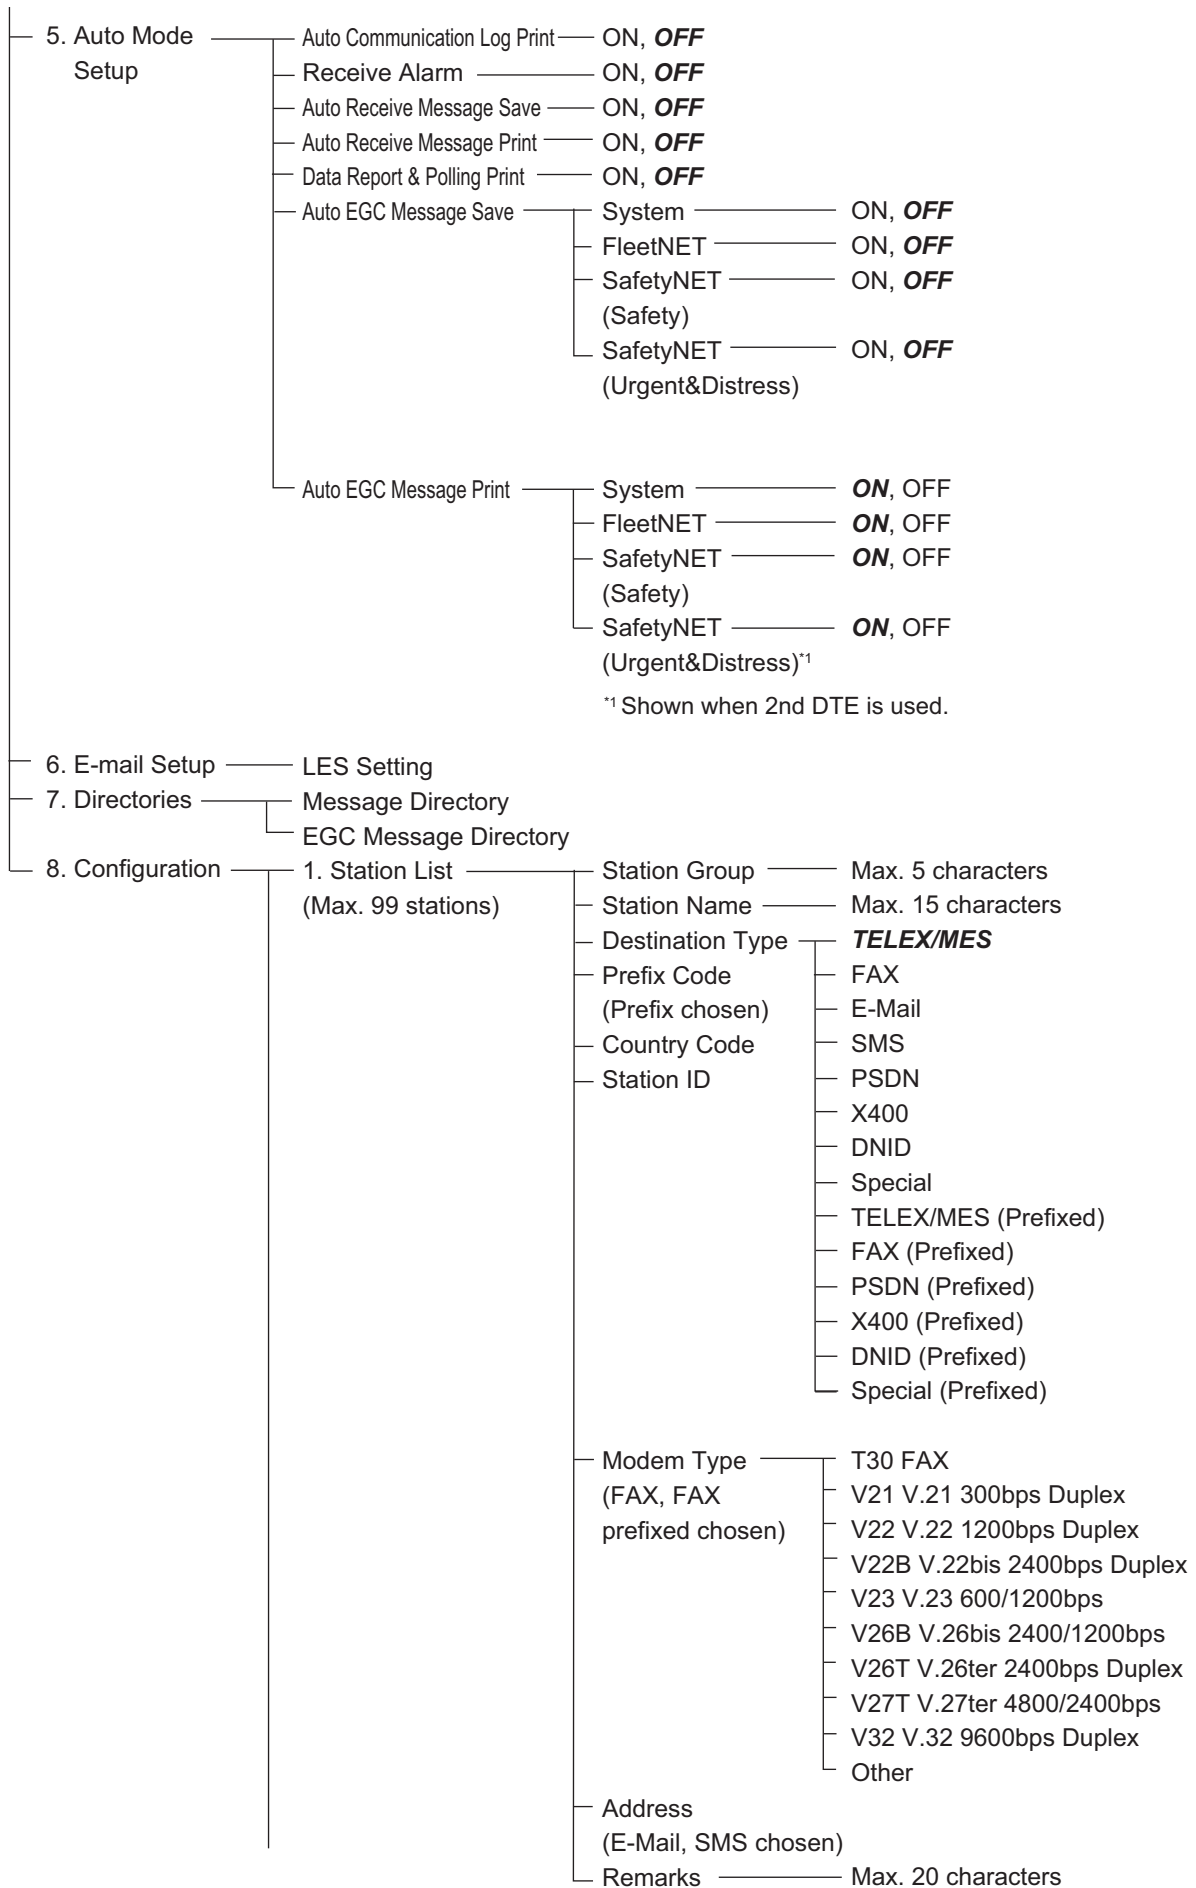 5. Auto Mode Setup
Auto Communication Log Print ON, OFF
Receive Alarm ON, OFF
Auto Receive Message Save ON, OFF
Auto Receive Message Print ON, OFF
Data Report & Polling Print ON, OFF
Auto EGC Message Save System ON, OFF
FleetNET ON, OFF
SafetyNET ON, OFF
(Safety)
SafetyNET ON, OFF
(Urgent&Distress)
Auto EGC Message Print System ON, OFF
FleetNET ON, OFF
SafetyNET ON, OFF
(Safety)
SafetyNET ON, OFF
(Urgent&Distress)*1
*1 Shown when 2nd DTE is used.
6. E-mail Setup LES Setting
7. Directories Message Directory
EGC Message Directory
8. Configuration 1. Station List Station Group Max. 5 characters
(Max. 99 stations) Station Name Max. 15 characters
Destination Type TELEX/MES
Prefix Code FAX
(Prefix chosen) E-Mail
Country Code SMS
Station ID PSDN
X400
DNID
Special
TELEX/MES (Prefixed)
FAX (Prefixed)
PSDN (Prefixed)
X400 (Prefixed)
DNID (Prefixed)
Special (Prefixed)
Modem Type T30 FAX
(FAX, FAX V21 V.21 300bps Duplex
prefixed chosen) V22 V.22 1200bps Duplex
V22B V.22bis 2400bps Duplex
V23 V.23 600/1200bps
V26B V.26bis 2400/1200bps
V26T V.26ter 2400bps Duplex
V27T V.27ter 4800/2400bps
V32 V.32 9600bps Duplex
Other
Address
(E-Mail, SMS chosen)
Remarks Max. 20 characters